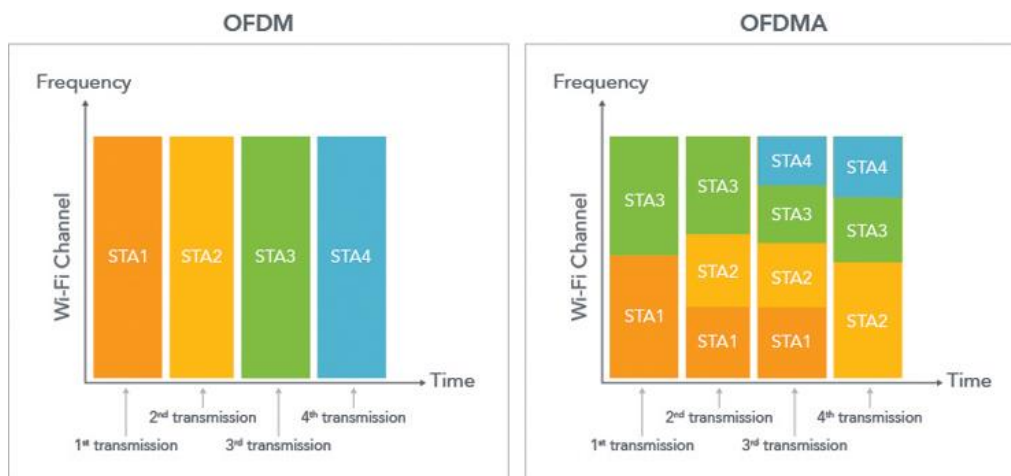 OFDM
Frequency
Wi-Fi Channel
STA1
STA2
STA3
STA4
Time
2nd transmission
4th transmission
1st transmission
3rd transmission
OFDMA
Frequency
Wi-Fi Channel
STA3
STA1
STA3
STA2
STA1
STA4
STA3
STA2
STA1
STA4
STA3
STA2
Time
2nd transmission
4th transmission
1st transmission
3rd transmission